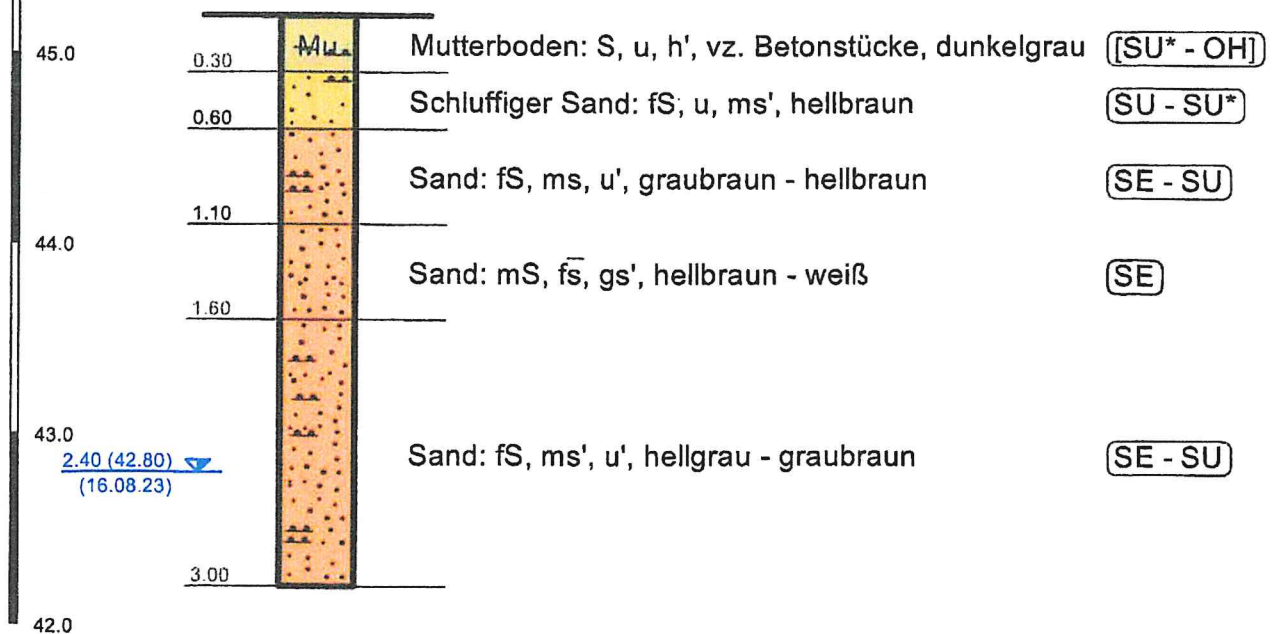 45.0
Mu
Mutterboden: S, u, h', vz. Betonstücke, dunkelgrau [SU* - OH]
0.30
Schluffiger Sand: fS, u, ms', hellbraun SU - SU*
0.60
Sand: fS, ms, u', graubraun - hellbraun SE - SU
1.10
44.0
Sand: mS, fs̅, gs', hellbraun - weiß SE
1.60
43.0
2.40 (42.80)
(16.08.23)
Sand: fS, ms', u', hellgrau - graubraun SE - SU
3.00
42.0